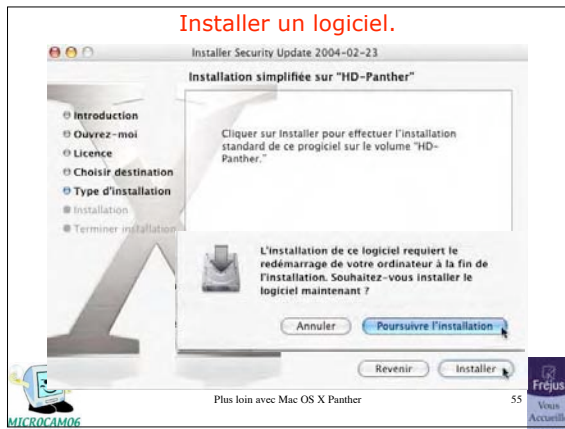 Installer un logiciel.
Installer Security Update 2004-02-23
Installation simplifiée sur "HD-Panther"
Introduction
Ouvrez-moi
Licence
Choisir destination
Type d'installation
Installation
Terminer installation
Cliquer sur Installer pour effectuer l'installation
standard de ce progiciel sur le volume "HD-
Panther."
L'installation de ce logiciel requiert le
redémarrage de votre ordinateur à la fin de
l'installation. Souhaitez-vous installer le
logiciel maintenant ?
Annuler
Poursuivre l'installation
Revenir
Installer
MICROCAM06
Plus loin avec Mac OS X Panther
55
Fréjus
Vous
Accueille